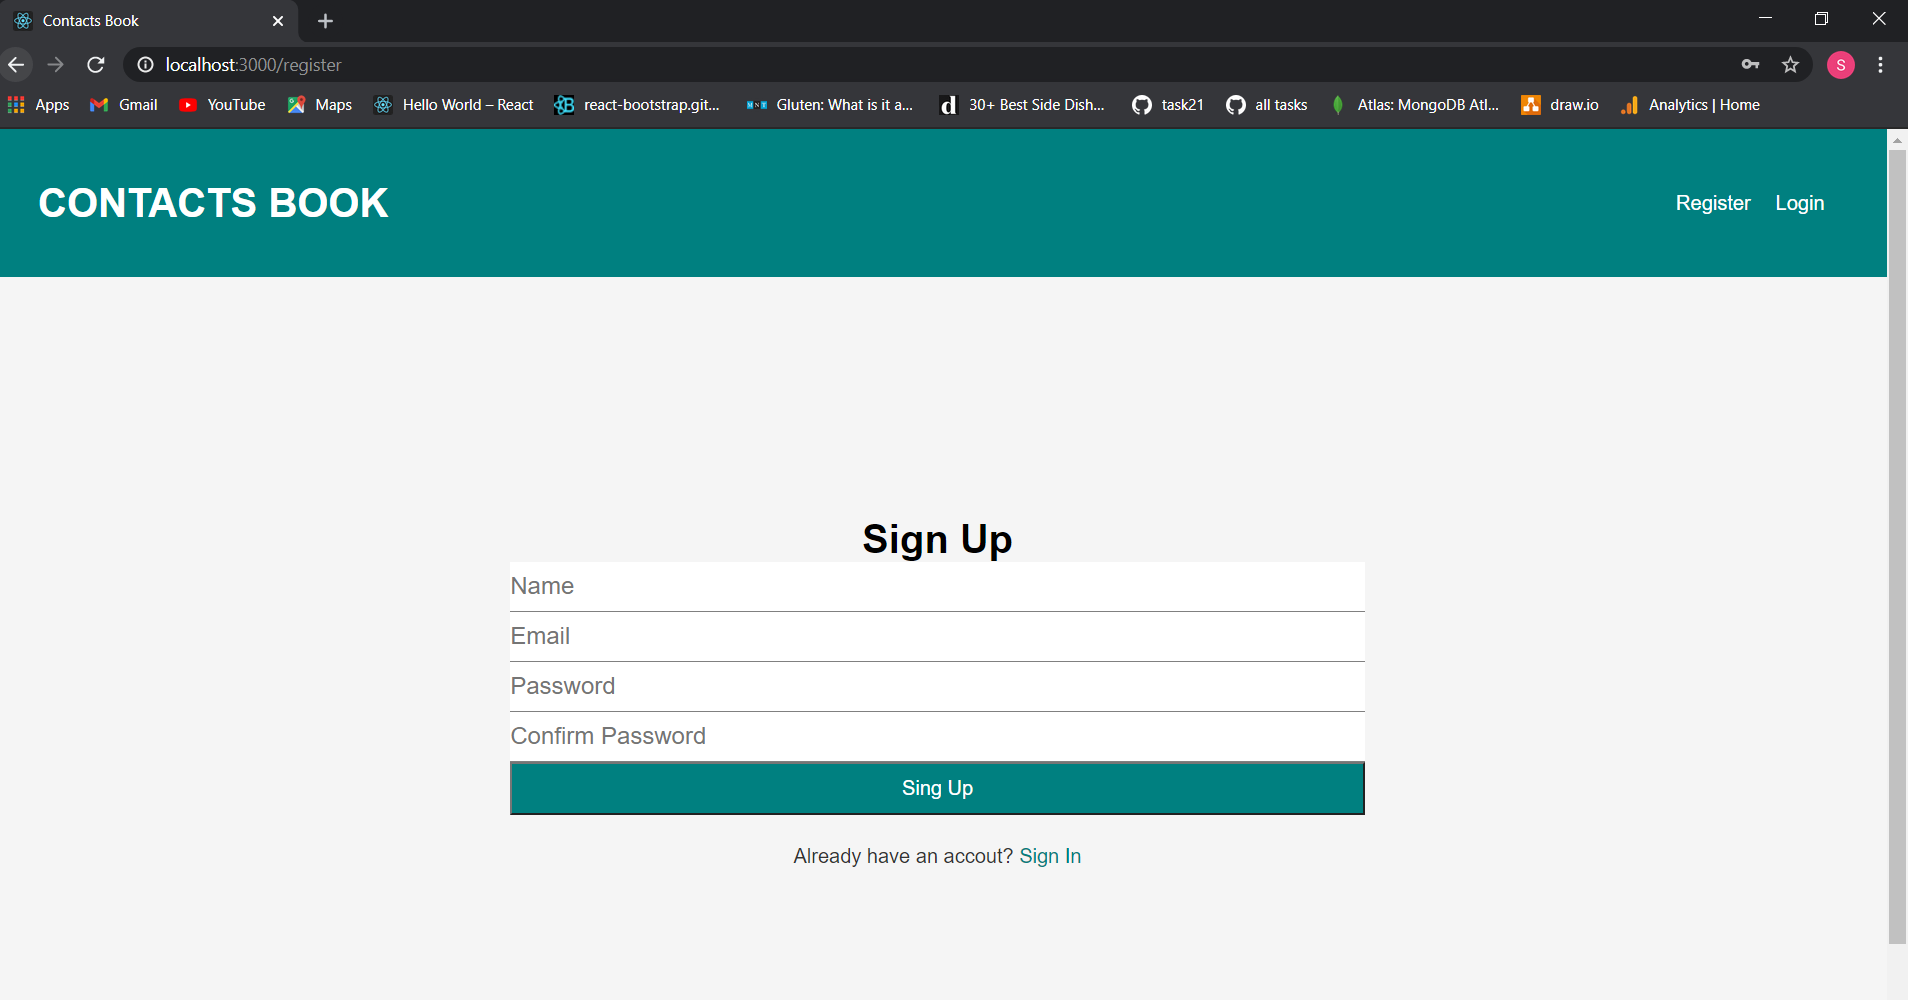 Contacts Book
localhost:3000/register
S
Apps Gmail YouTube Maps Hello World – React react-bootstrap.git... MNT Gluten: What is it a... d 30+ Best Side Dish... task21 all tasks Atlas: MongoDB Atl... draw.io Analytics | Home
CONTACTS BOOK Register Login
Sign Up
Name
Email
Password
Confirm Password
Sing Up
Already have an accout? Sign In